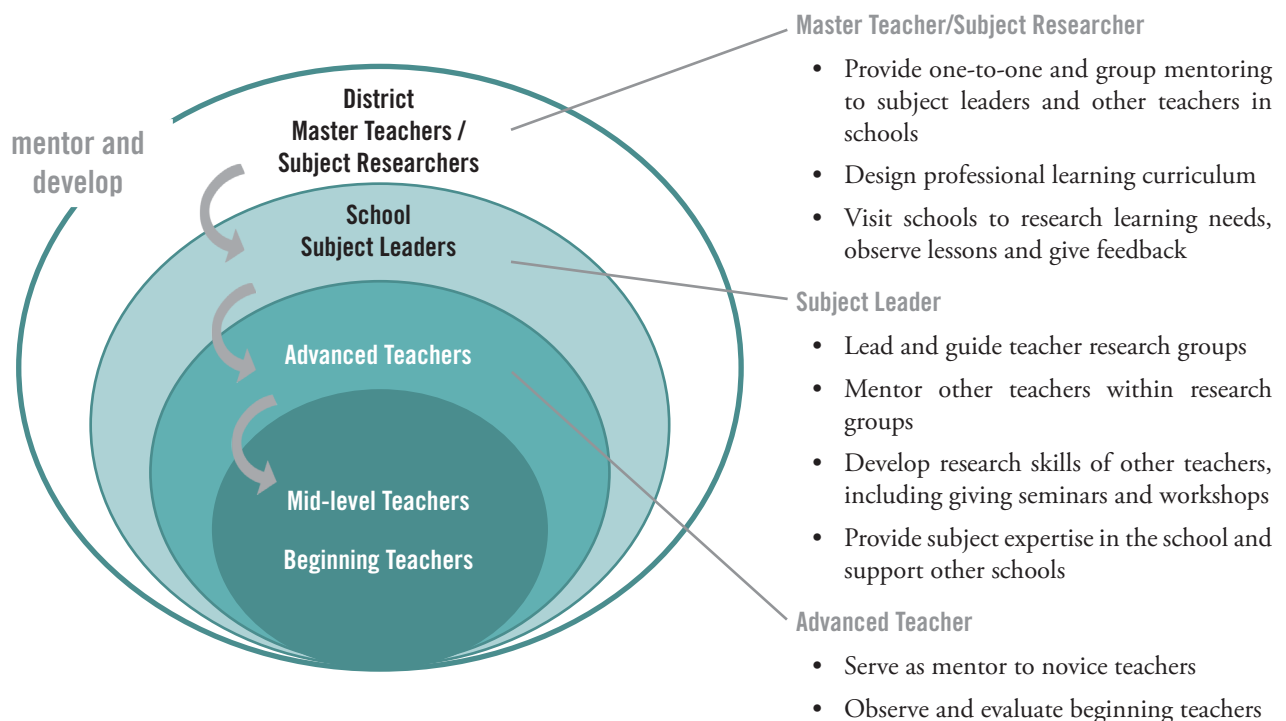 mentor and
develop
District
Master Teachers /
Subject Researchers
School
Subject Leaders
Advanced Teachers
Mid-level Teachers
Beginning Teachers
Master Teacher/Subject Researcher
• Provide one-to-one and group mentoring
to subject leaders and other teachers in
schools
• Design professional learning curriculum
• Visit schools to research learning needs,
observe lessons and give feedback
Subject Leader
• Lead and guide teacher research groups
• Mentor other teachers within research
groups
• Develop research skills of other teachers,
including giving seminars and workshops
• Provide subject expertise in the school and
support other schools
Advanced Teacher
• Serve as mentor to novice teachers
• Observe and evaluate beginning teachers